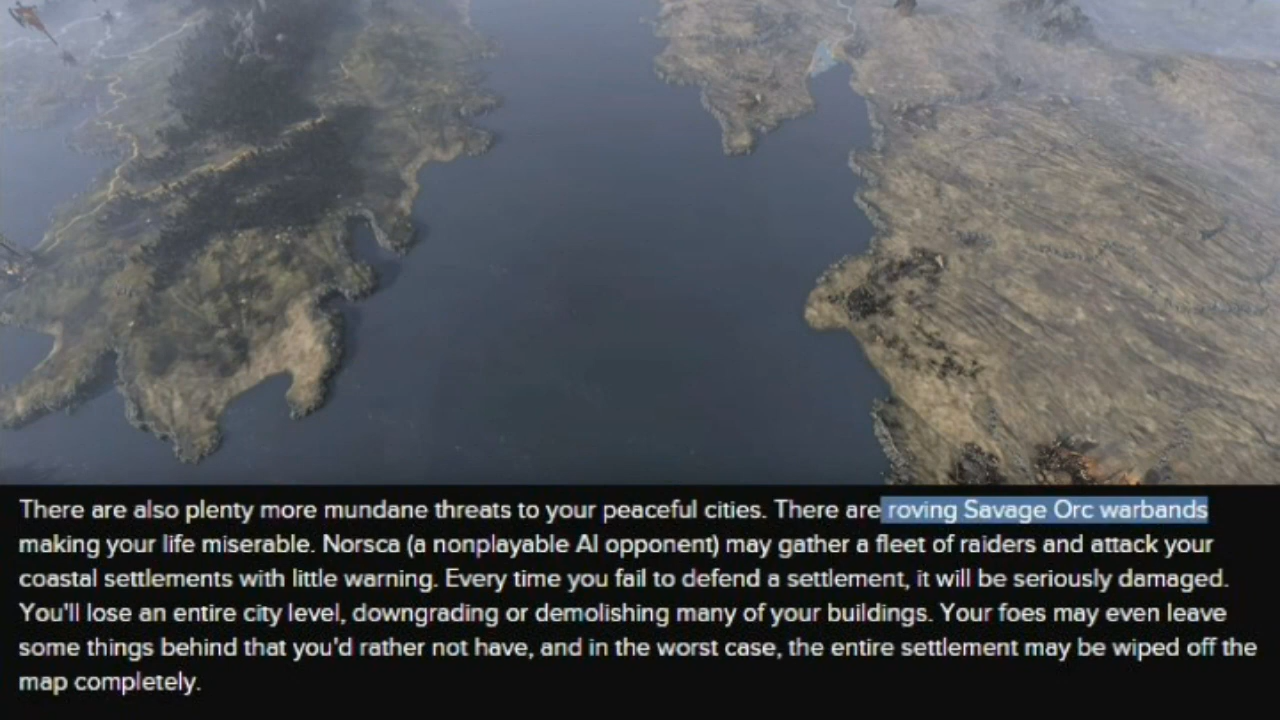 There are also plenty more mundane threats to your peaceful cities. There are roving Savage Orc warbands
making your life miserable. Norsca (a nonplayable AI opponent) may gather a fleet of raiders and attack your
coastal settlements with little warning. Every time you fail to defend a settlement, it will be seriously damaged.
You'll lose an entire city level, downgrading or demolishing many of your buildings. Your foes may even leave
some things behind that you'd rather not have, and in the worst case, the entire settlement may be wiped off the
map completely.